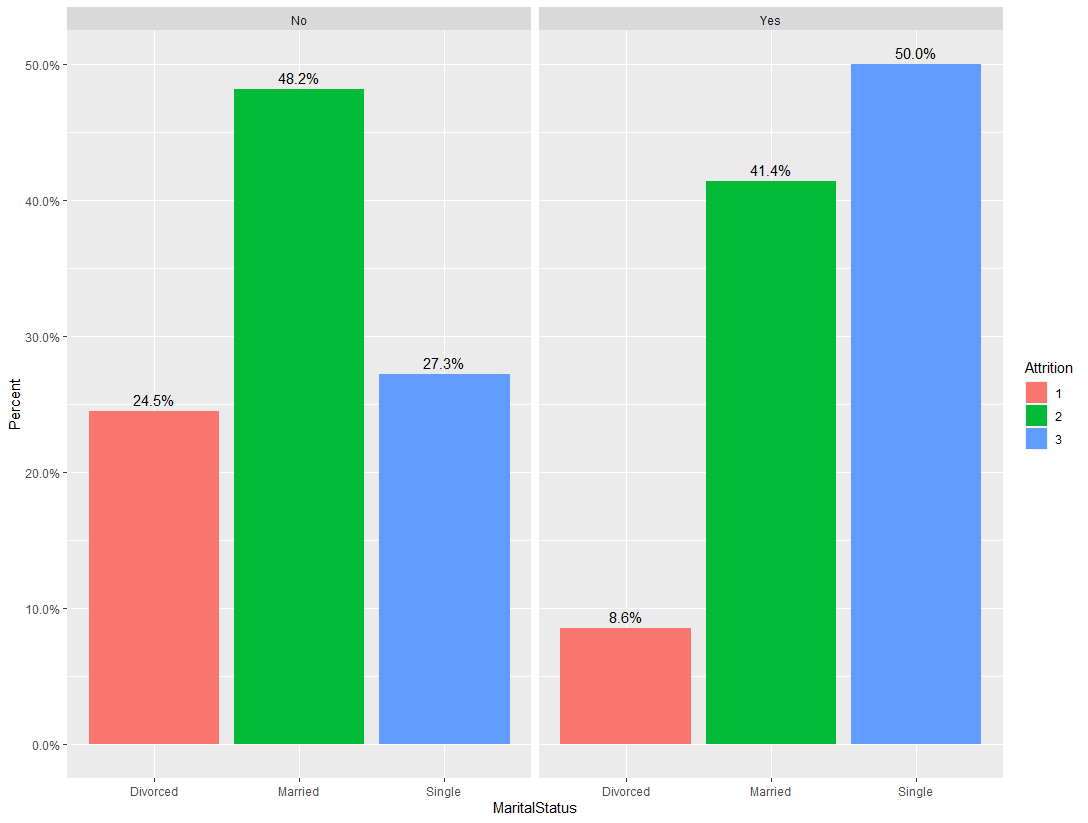 No
Yes
50.0%
40.0%
30.0%
20.0%
10.0%
0.0%
Percent
24.5%
48.2%
27.3%
8.6%
41.4%
50.0%
Divorced
Married
Single
Divorced
Married
Single
MaritalStatus
Attrition
1
2
3